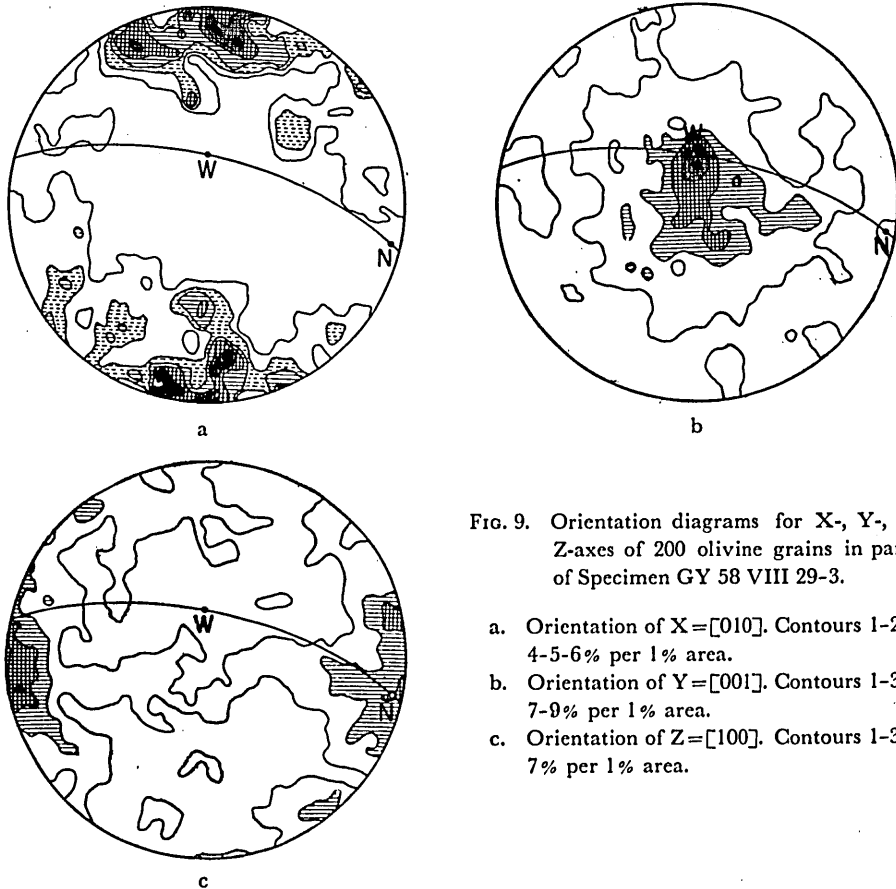 W
N
a
W
N
b
W
N
c
FIG. 9. Orientation diagrams for X-, Y-,
Z-axes of 200 olivine grains in par
of Specimen GY 58 VIII 29-3.
a. Orientation of X=[010]. Contours 1-2
4-5-6% per 1% area.
b. Orientation of Y=[001]. Contours 1-3
7-9% per 1% area.
c. Orientation of Z=[100]. Contours 1-3
7% per 1% area.